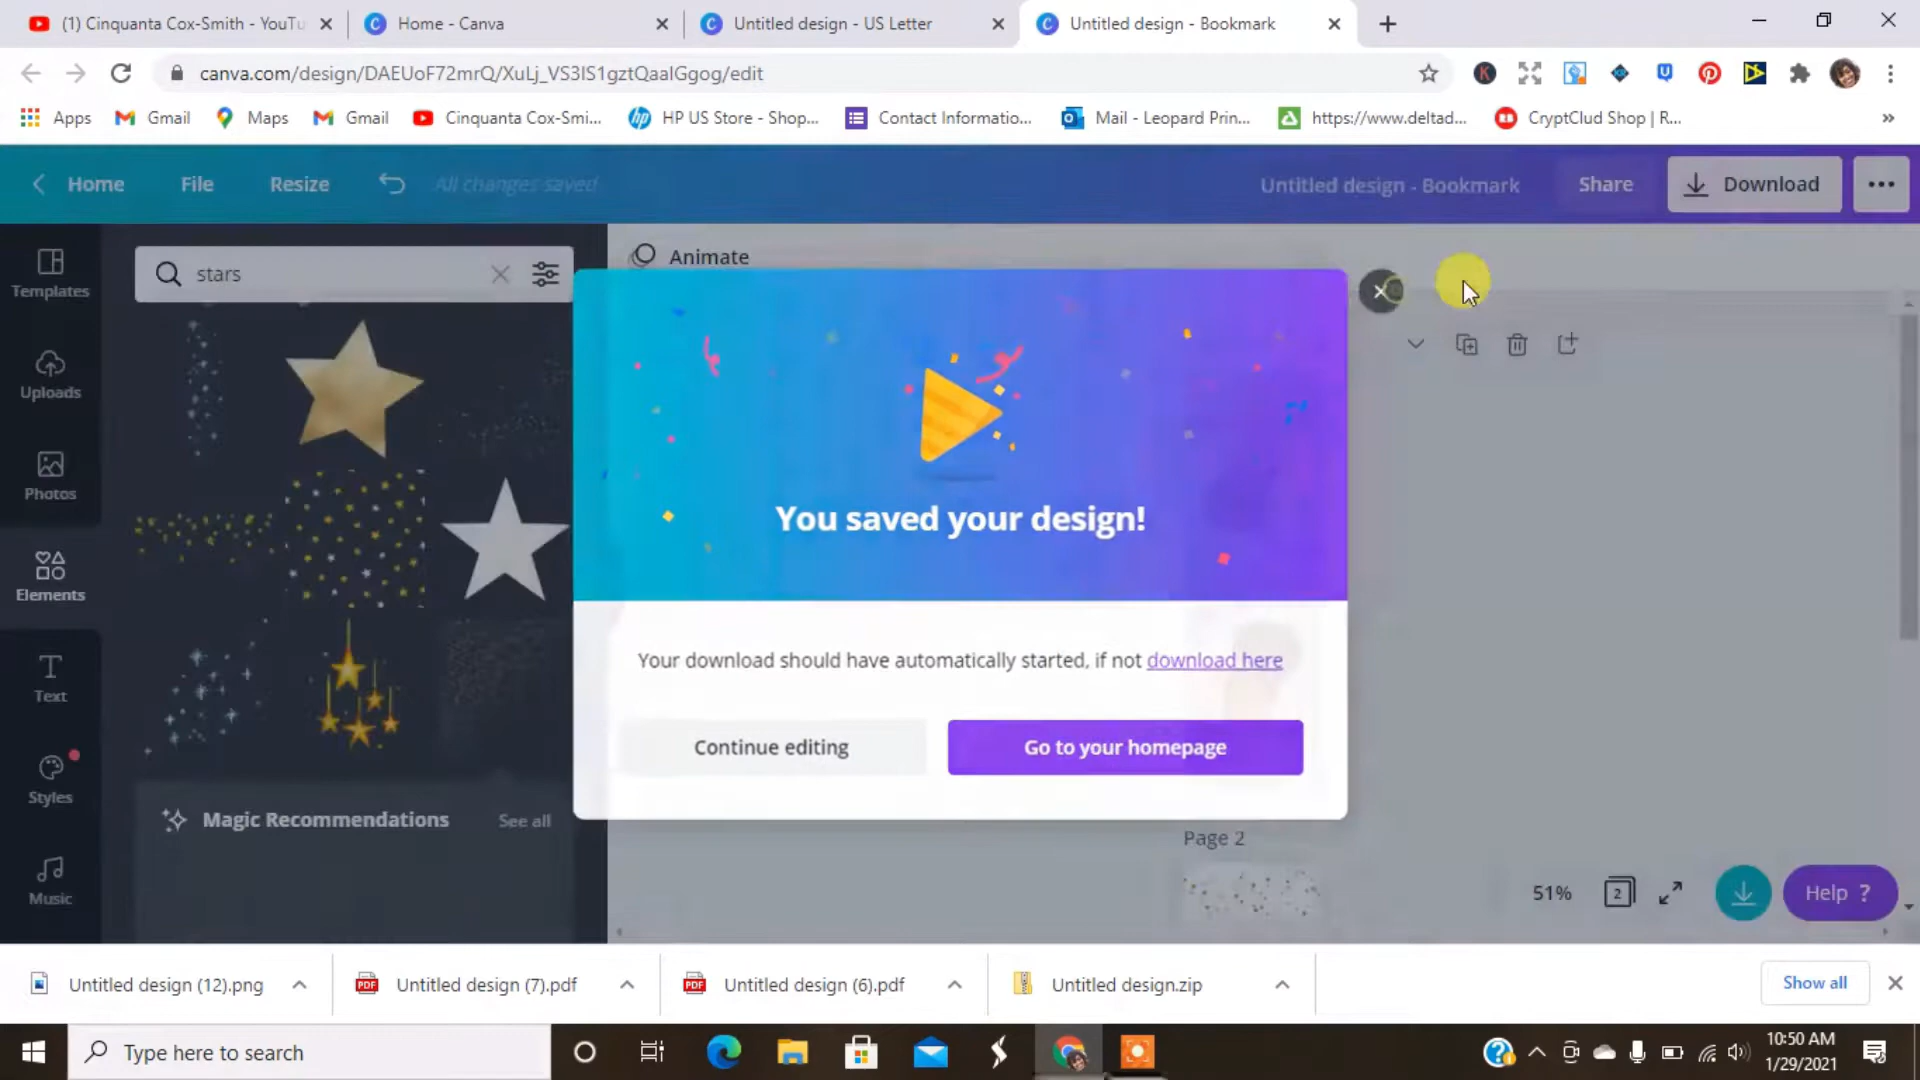 (1) Cinquanta Cox-Smith - YouTu
Home - Canva
Untitled design - US Letter
Untitled design - Bookmark
canva.com/design/DAEUoF72mrQ/XuLj_VS3IS1gztQaalGgog/edit
Apps
Gmail
Maps
Gmail
Cinquanta Cox-Smi...
HP US Store - Shop...
Contact Informatio...
Mail - Leopard Prin...
https://www.deltad...
CryptClud Shop | R...
Home
File
Resize
All changes saved
Untitled design - Bookmark
Share
Download
Templates
Uploads
Photos
Elements
Text
Styles
Music
stars
Magic Recommendations
See all
Animate
You saved your design!
Your download should have automatically started, if not download here
Continue editing
Go to your homepage
Page 2
51%
2
Help ?
Untitled design (12).png
PDF
Untitled design (7).pdf
PDF
Untitled design (6).pdf
Untitled design.zip
Show all
Type here to search
10:50 AM
1/29/2021